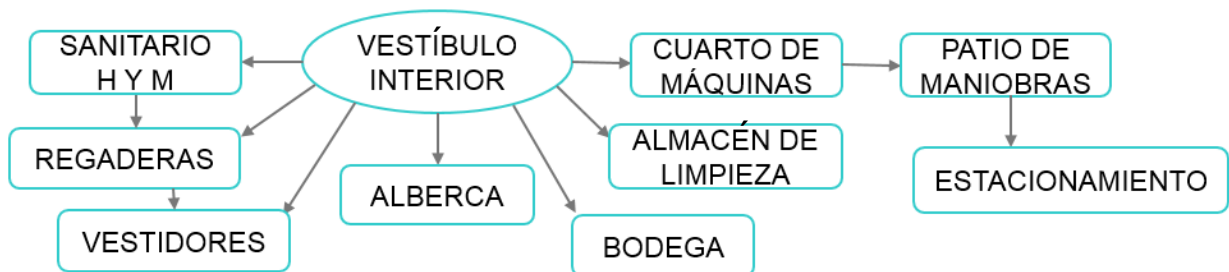 SANITARIO
H Y M
VESTÍBULO
INTERIOR
CUARTO DE
MÁQUINAS
PATIO DE
MANIOBRAS
REGADERAS
ALBERCA
ALMACÉN DE
LIMPIEZA
ESTACIONAMIENTO
VESTIDORES
BODEGA